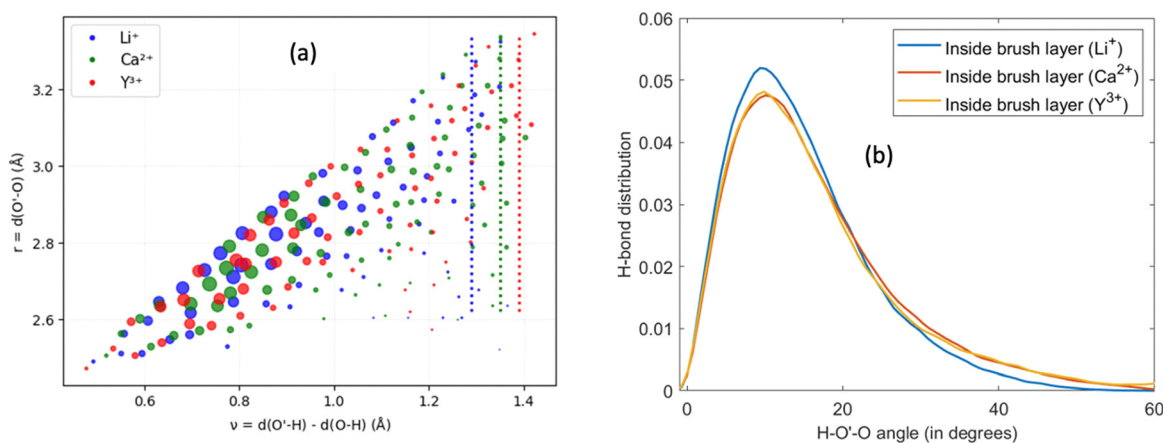 (a)
Li⁺
Ca²⁺
Y³⁺
3.2
3.0
2.8
2.6
r = d(O'-O) (Å)
0.6 0.8 1.0 1.2 1.4
ν = d(O'-H) - d(O-H) (Å)
(b)
Inside brush layer (Li⁺)
Inside brush layer (Ca²⁺)
Inside brush layer (Y³⁺)
0.06
0.05
0.04
0.03
0.02
0.01
0
H-bond distribution
0 20 40 60
H-O'-O angle (in degrees)